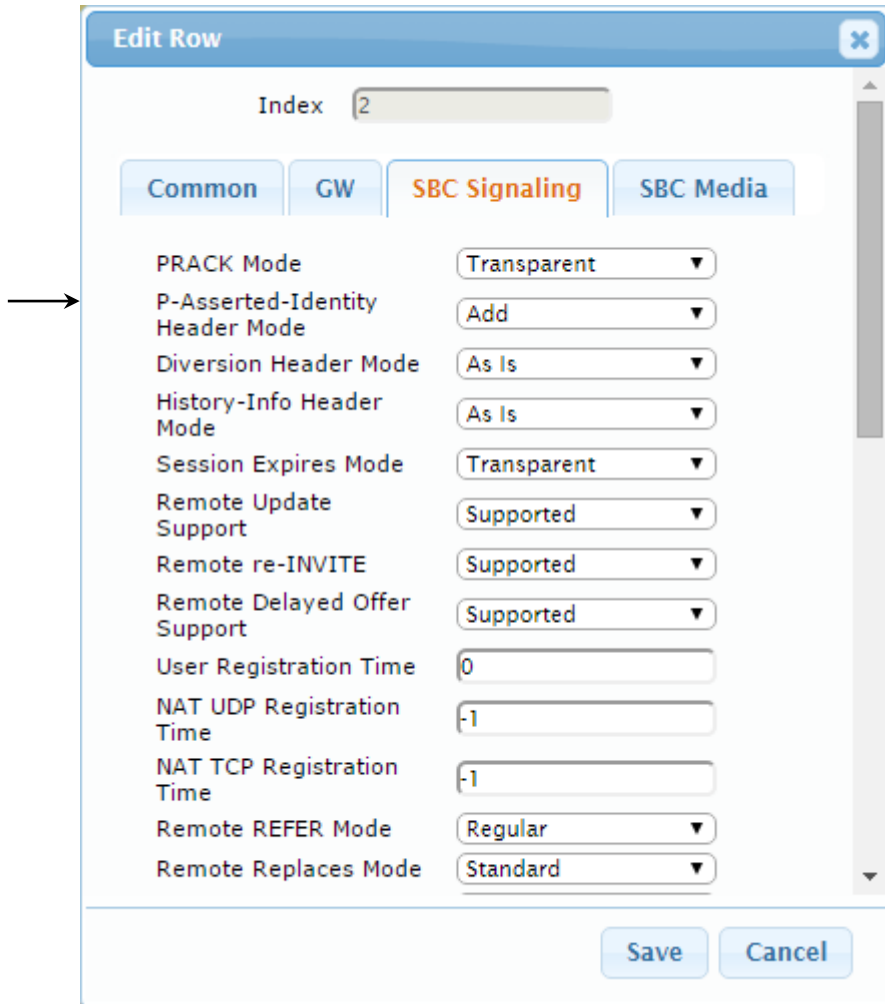 Edit Row
Index 2
Common GW SBC Signaling SBC Media
PRACK Mode Transparent
P-Asserted-Identity
Header Mode Add
Diversion Header Mode As Is
History-Info Header
Mode As Is
Session Expires Mode Transparent
Remote Update
Support Supported
Remote re-INVITE Supported
Remote Delayed Offer
Support Supported
User Registration Time 0
NAT UDP Registration
Time -1
NAT TCP Registration
Time -1
Remote REFER Mode Regular
Remote Replaces Mode Standard
Save Cancel